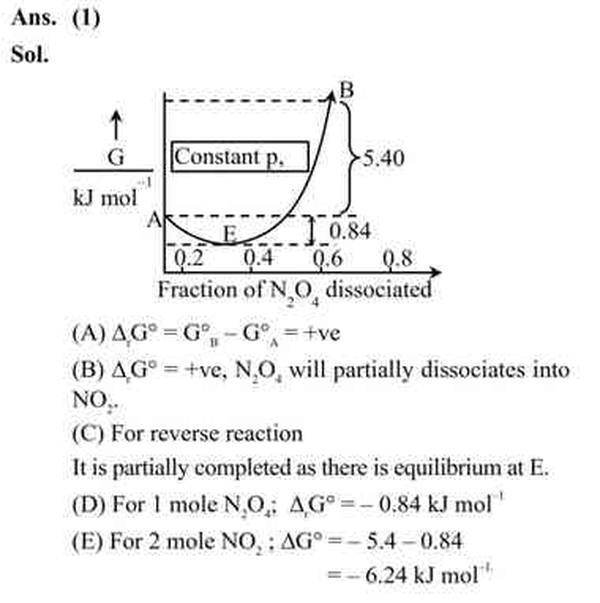 Ans. (1)
Sol.
B
↑
G
Constant p,
5.40
kJ mol⁻¹
A
E
0.84
0.2 0.4 0.6 0.8
Fraction of N₂O₄ dissociated
(A) ΔᵣG° = G°_B – G°_A = +ve
(B) ΔᵣG° = +ve, N₂O₄ will partially dissociates into
NO₂.
(C) For reverse reaction
It is partially completed as there is equilibrium at E.
(D) For 1 mole N₂O₄; ΔᵣG° = – 0.84 kJ mol⁻¹
(E) For 2 mole NO₂ ; ΔG° = – 5.4 – 0.84
= – 6.24 kJ mol⁻¹